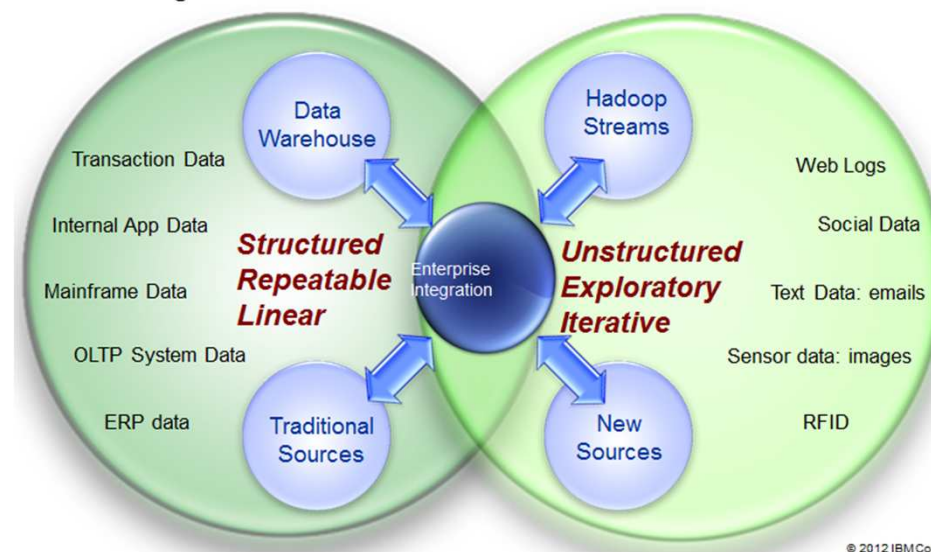 Data
Warehouse
Hadoop
Streams
Transaction Data
Internal App Data
Mainframe Data
OLTP System Data
ERP data
Structured
Repeatable
Linear
Enterprise
Integration
Unstructured
Exploratory
Iterative
Web Logs
Social Data
Text Data: emails
Sensor data: images
RFID
Traditional
Sources
New
Sources
© 2012 IBM Co